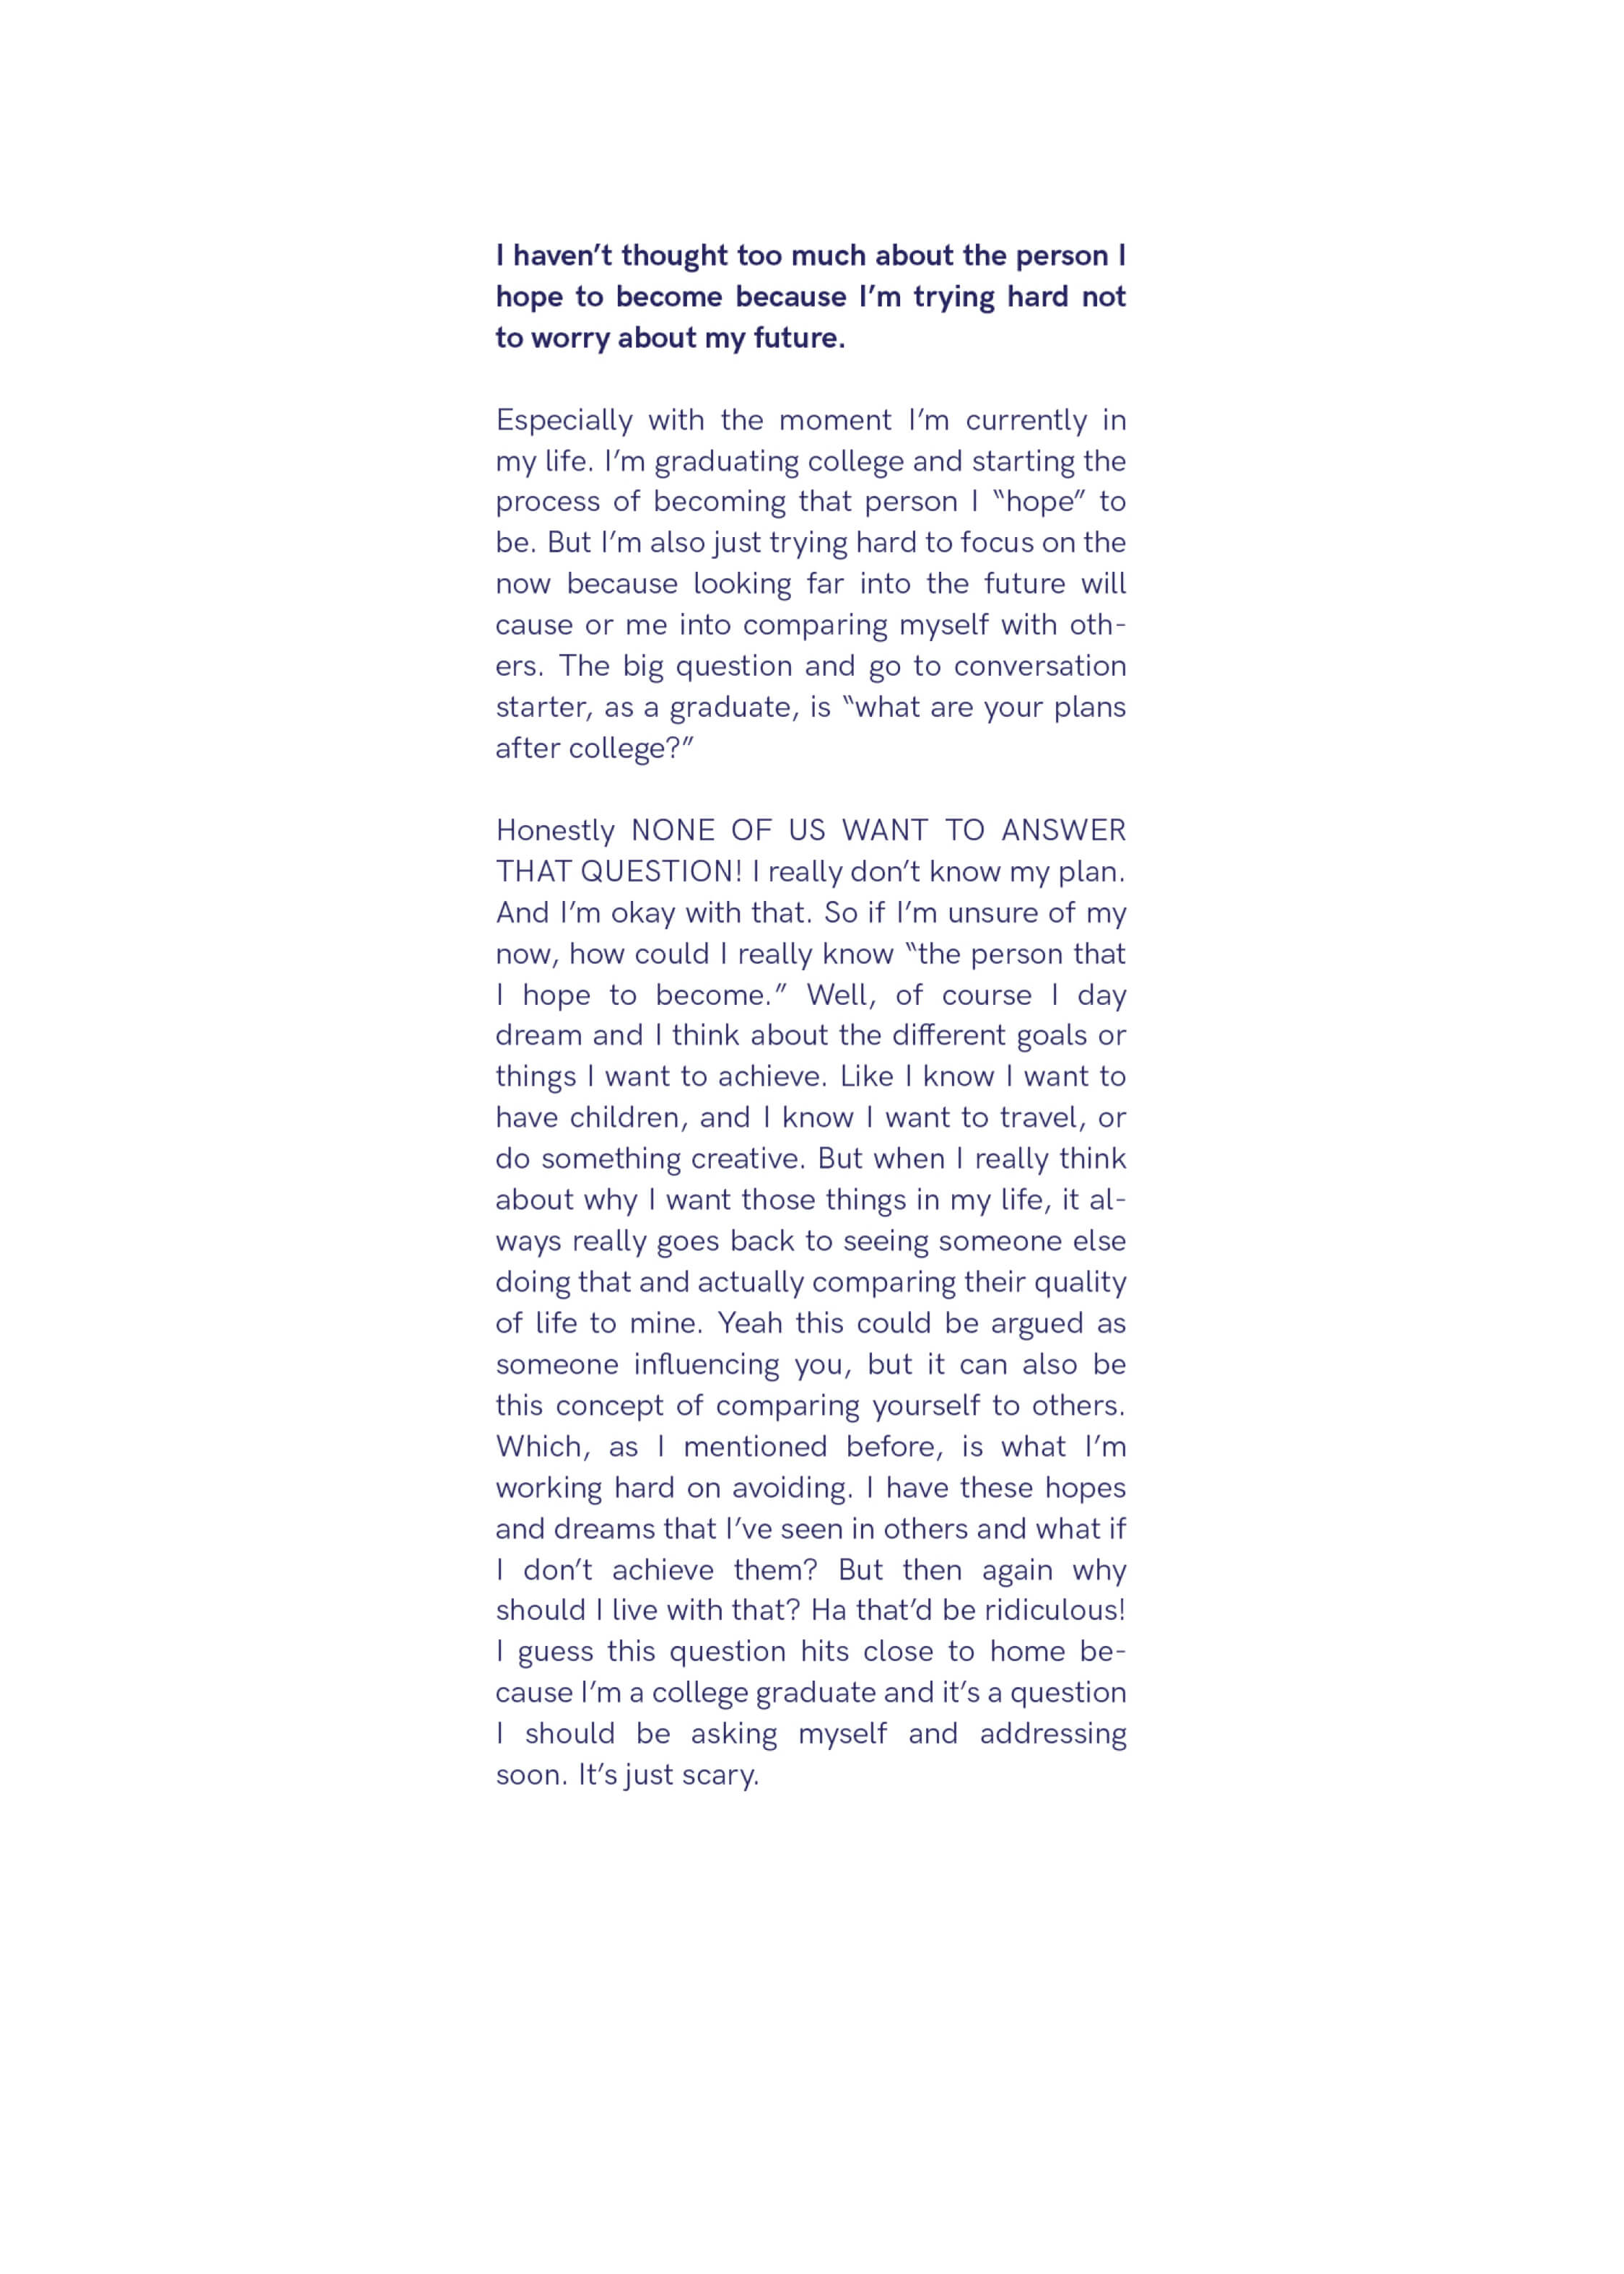 I haven’t thought too much about the person I
hope to become because I’m trying hard not
to worry about my future.
Especially with the moment I’m currently in
my life. I’m graduating college and starting the
process of becoming that person I “hope” to
be. But I’m also just trying hard to focus on the
now because looking far into the future will
cause or me into comparing myself with oth-
ers. The big question and go to conversation
starter, as a graduate, is “what are your plans
after college?”
Honestly NONE OF US WANT TO ANSWER
THAT QUESTION! I really don’t know my plan.
And I’m okay with that. So if I’m unsure of my
now, how could I really know “the person that
I hope to become.” Well, of course I day
dream and I think about the different goals or
things I want to achieve. Like I know I want to
have children, and I know I want to travel, or
do something creative. But when I really think
about why I want those things in my life, it al-
ways really goes back to seeing someone else
doing that and actually comparing their quality
of life to mine. Yeah this could be argued as
someone influencing you, but it can also be
this concept of comparing yourself to others.
Which, as I mentioned before, is what I’m
working hard on avoiding. I have these hopes
and dreams that I’ve seen in others and what if
I don’t achieve them? But then again why
should I live with that? Ha that’d be ridiculous!
I guess this question hits close to home be-
cause I’m a college graduate and it’s a question
I should be asking myself and addressing
soon. It’s just scary.